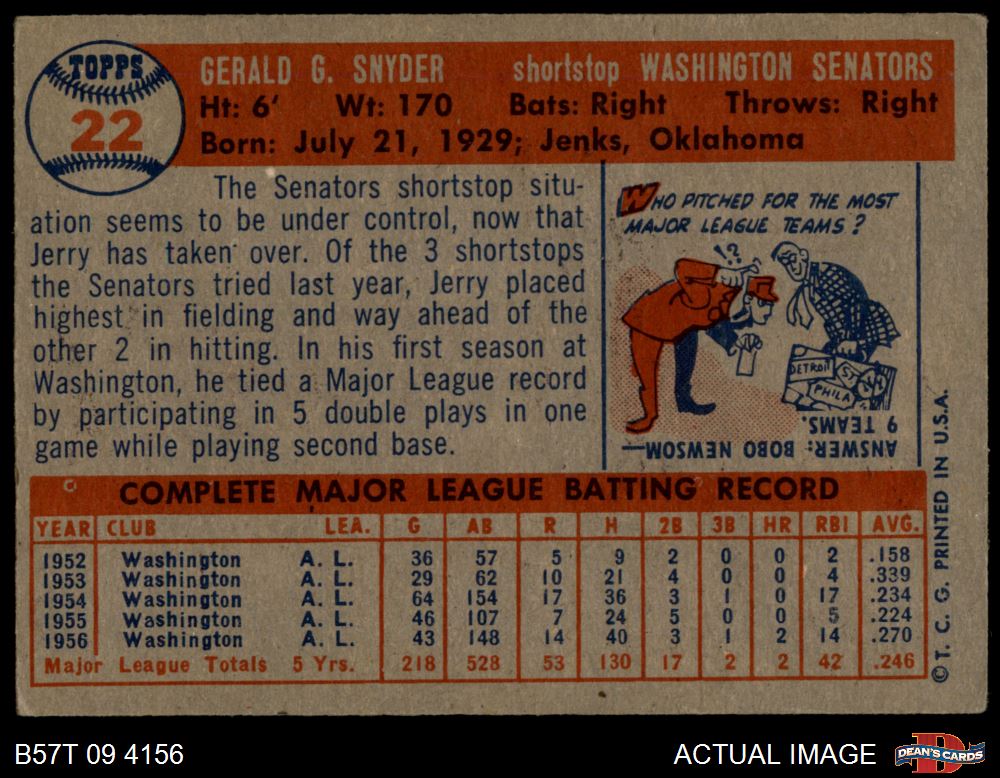 TOPPS
22
GERALD G. SNYDER shortstop WASHINGTON SENATORS
Ht: 6' Wt: 170 Bats: Right Throws: Right
Born: July 21, 1929; Jenks, Oklahoma
The Senators shortstop situ-
ation seems to be under control, now that
Jerry has taken over. Of the 3 shortstops
the Senators tried last year, Jerry placed
highest in fielding and way ahead of the
other 2 in hitting. In his first season at
Washington, he tied a Major League record
by participating in 5 double plays in one
game while playing second base.
WHO PITCHED FOR THE MOST
MAJOR LEAGUE TEAMS?
!?
DETROIT
ST.
N.Y.
PHILA
ANSWER: BOBO NEWSOM—
9 TEAMS.
COMPLETE MAJOR LEAGUE BATTING RECORD
YEAR CLUB LEA. G AB R H 2B 3B HR RBI AVG.
1952 Washington A. L. 36 57 5 9 2 0 0 2 .158
1953 Washington A. L. 29 62 10 21 4 0 0 4 .339
1954 Washington A. L. 64 154 17 36 3 1 0 17 .234
1955 Washington A. L. 46 107 7 24 5 0 0 5 .224
1956 Washington A. L. 43 148 14 40 3 1 2 14 .270
Major League Totals 5 Yrs. 218 528 53 130 17 2 2 42 .246
© T. C. G. PRINTED IN U.S.A.
B57T 09 4156
ACTUAL IMAGE
D
DEAN'S CARDS